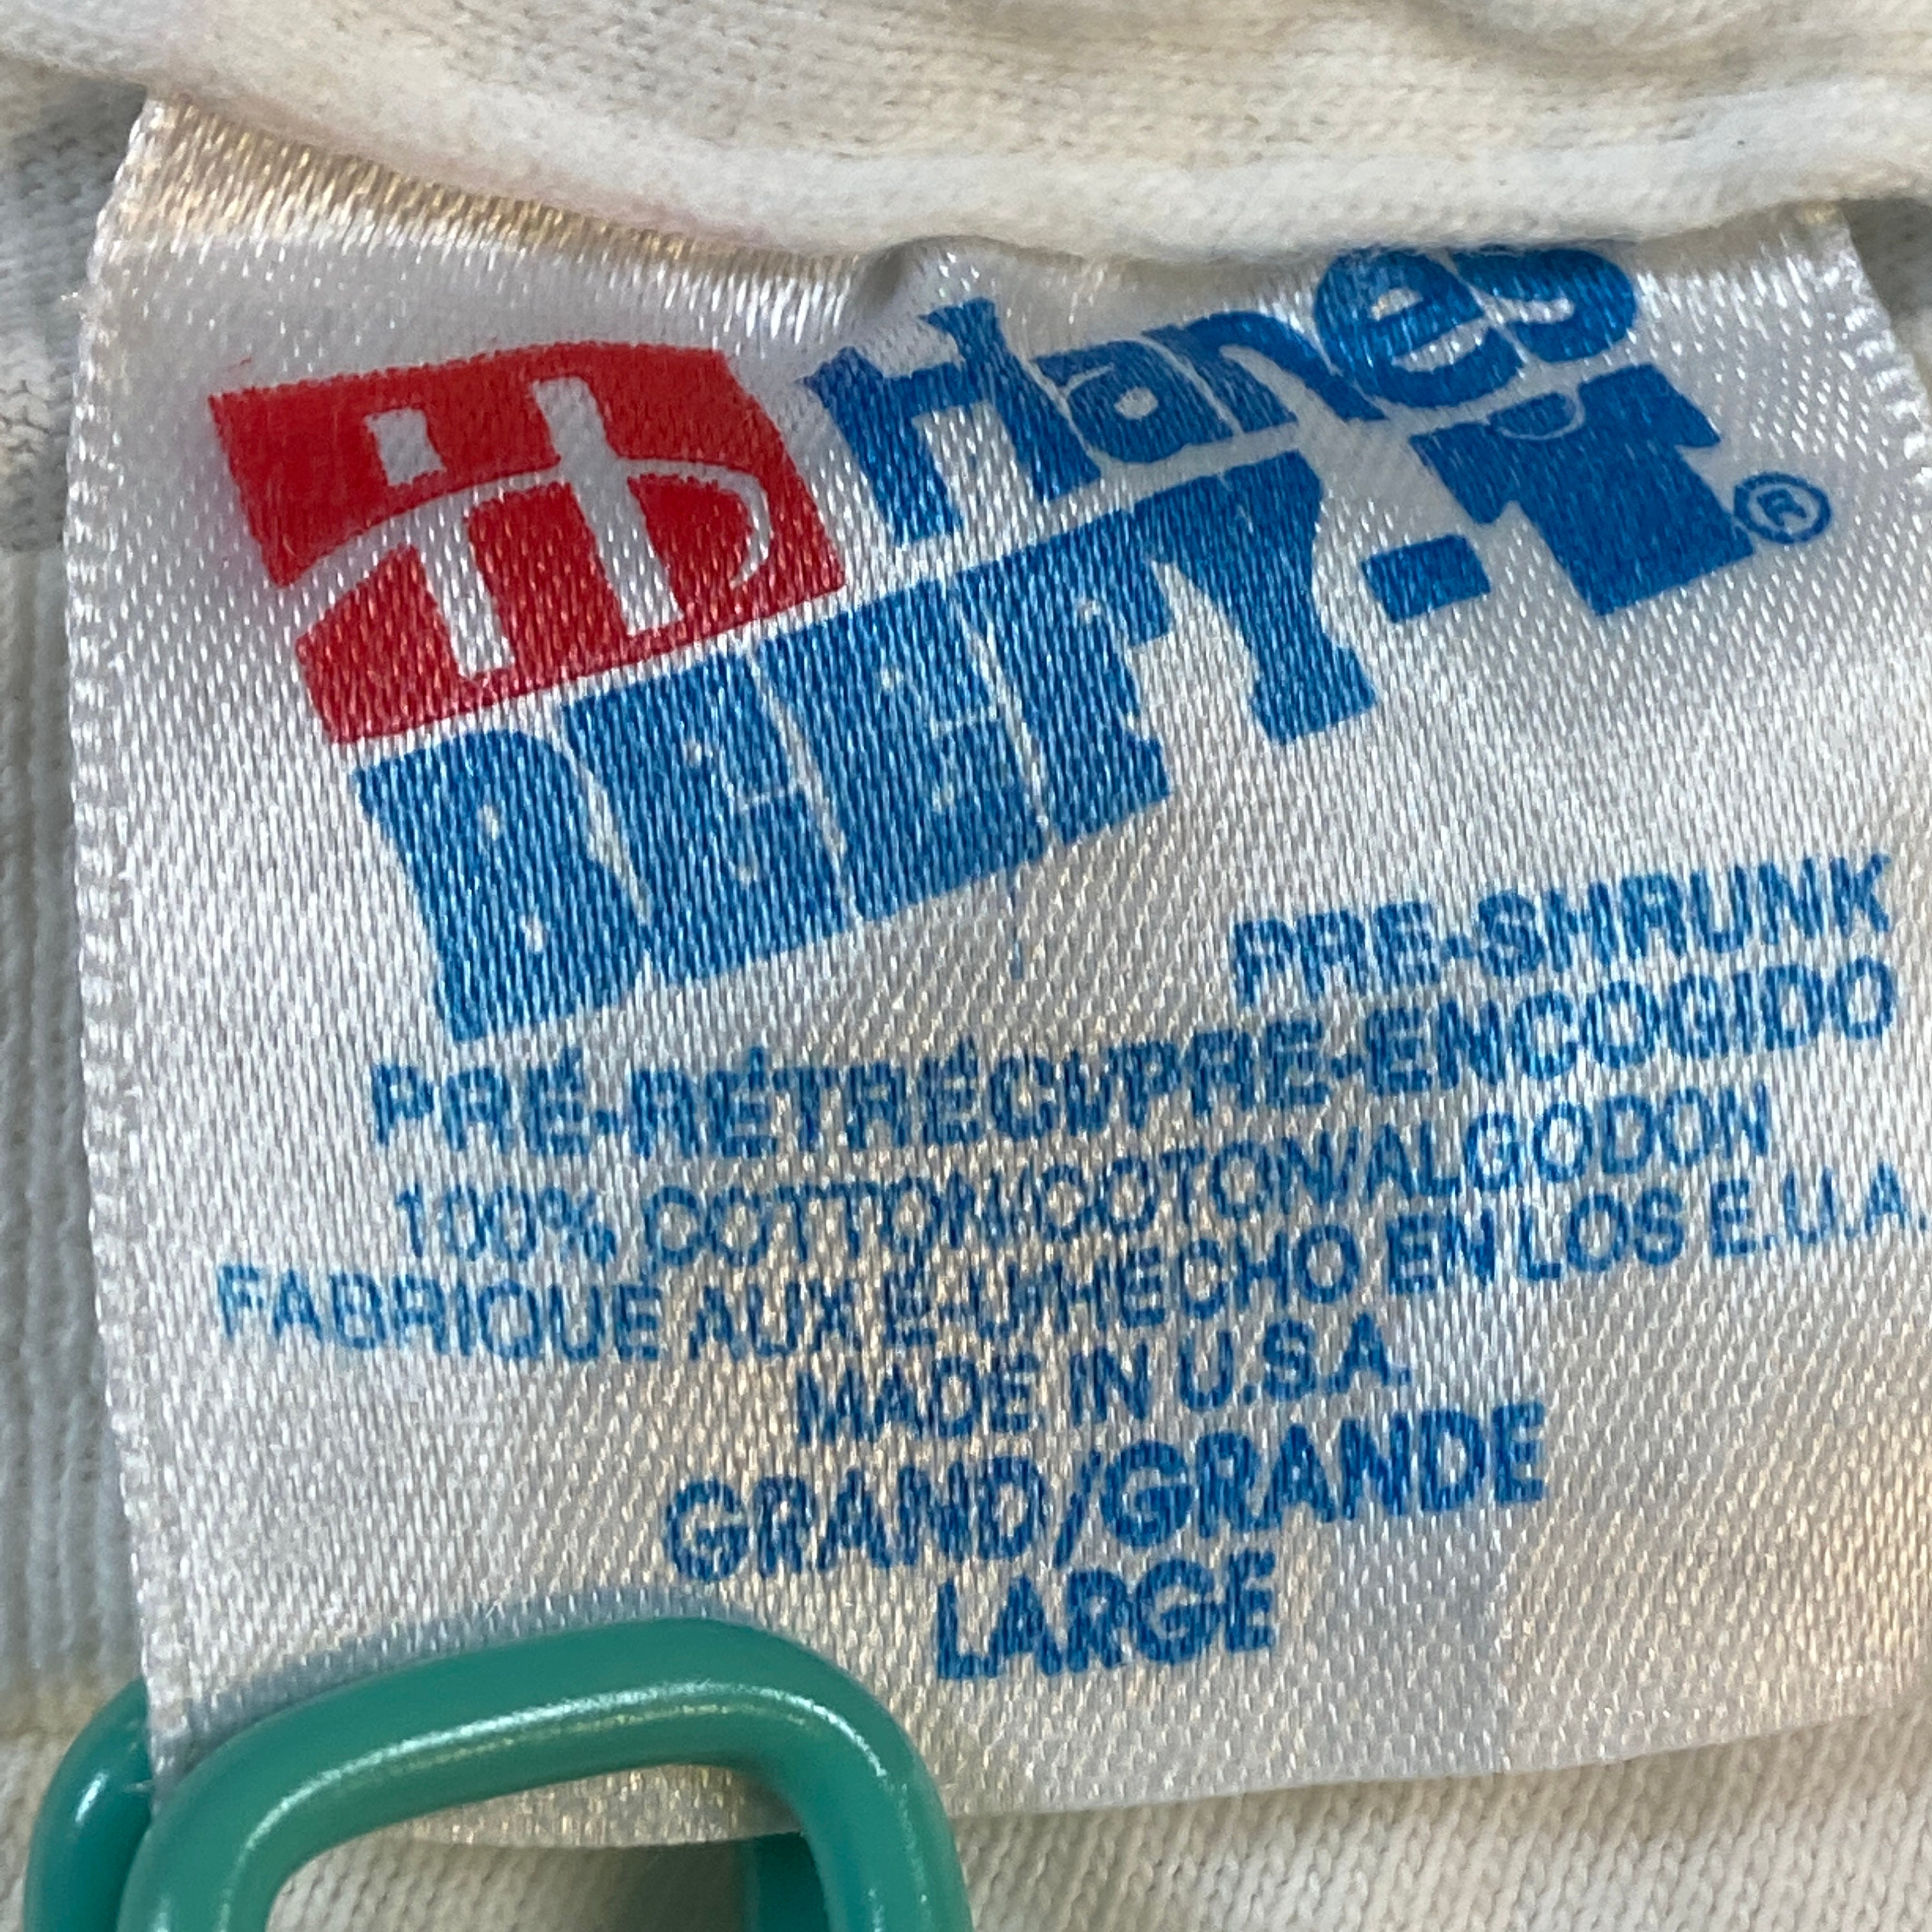 H Hanes
BEEFY-T®
PRE-SHRUNK
PRÉ-RÉTRÉCI/PRE-ENCOGIDO
100% COTTON/COTON/ALGODON
FABRIQUE AUX É-U/HECHO EN LOS E.U.A
MADE IN U.S.A.
GRAND/GRANDE
LARGE